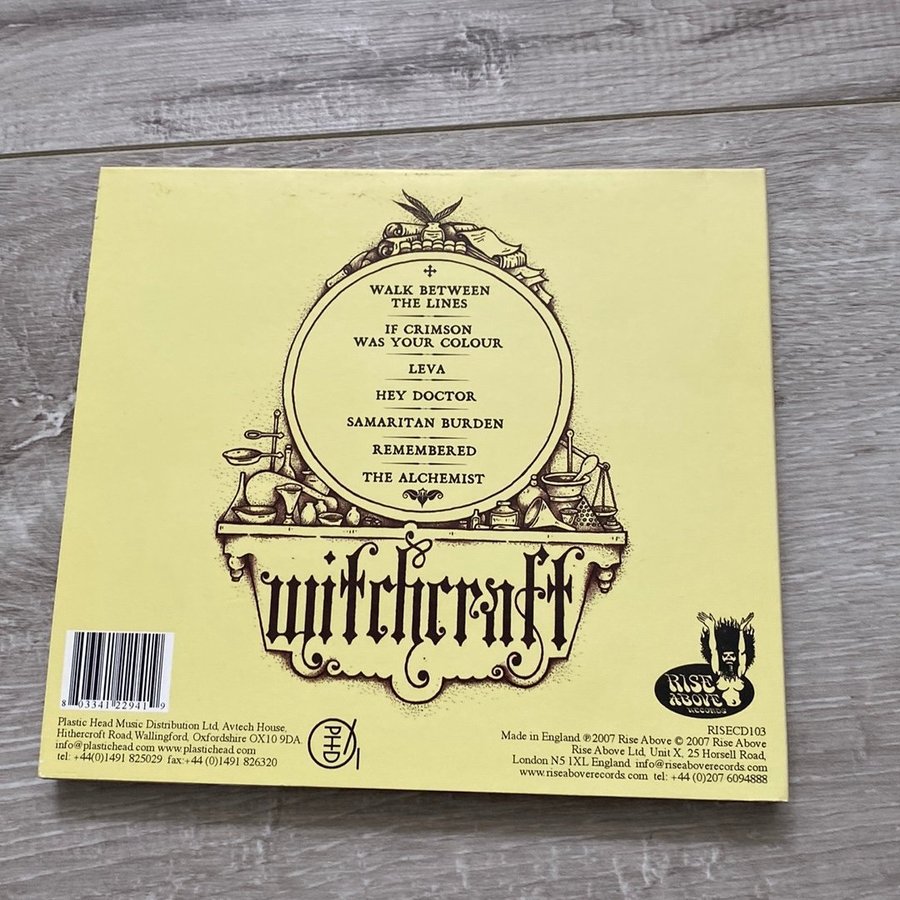 WALK BETWEEN
THE LINES
IF CRIMSON
WAS YOUR COLOUR
LEVA
HEY DOCTOR
SAMARITAN BURDEN
REMEMBERED
THE ALCHEMIST
witchcraft
8 03341 22941 9
Plastic Head Music Distribution Ltd, Avtech House,
Hithercroft Road, Wallingford, Oxfordshire OX10 9DA.
info@plastichead.com www.plastichead.com
tel: +44(0)1491 825029 fax:+44 (0)1491 826320
PHD
RISE
ABOVE
RECORDS
RISECD103
Made in England ℗2007 Rise Above © 2007 Rise Above
Rise Above Ltd, Unit X, 25 Horsell Road,
London N5 1XL England info@riseaboverecords.com
www.riseaboverecords.com tel: +44 (0)207 6094888